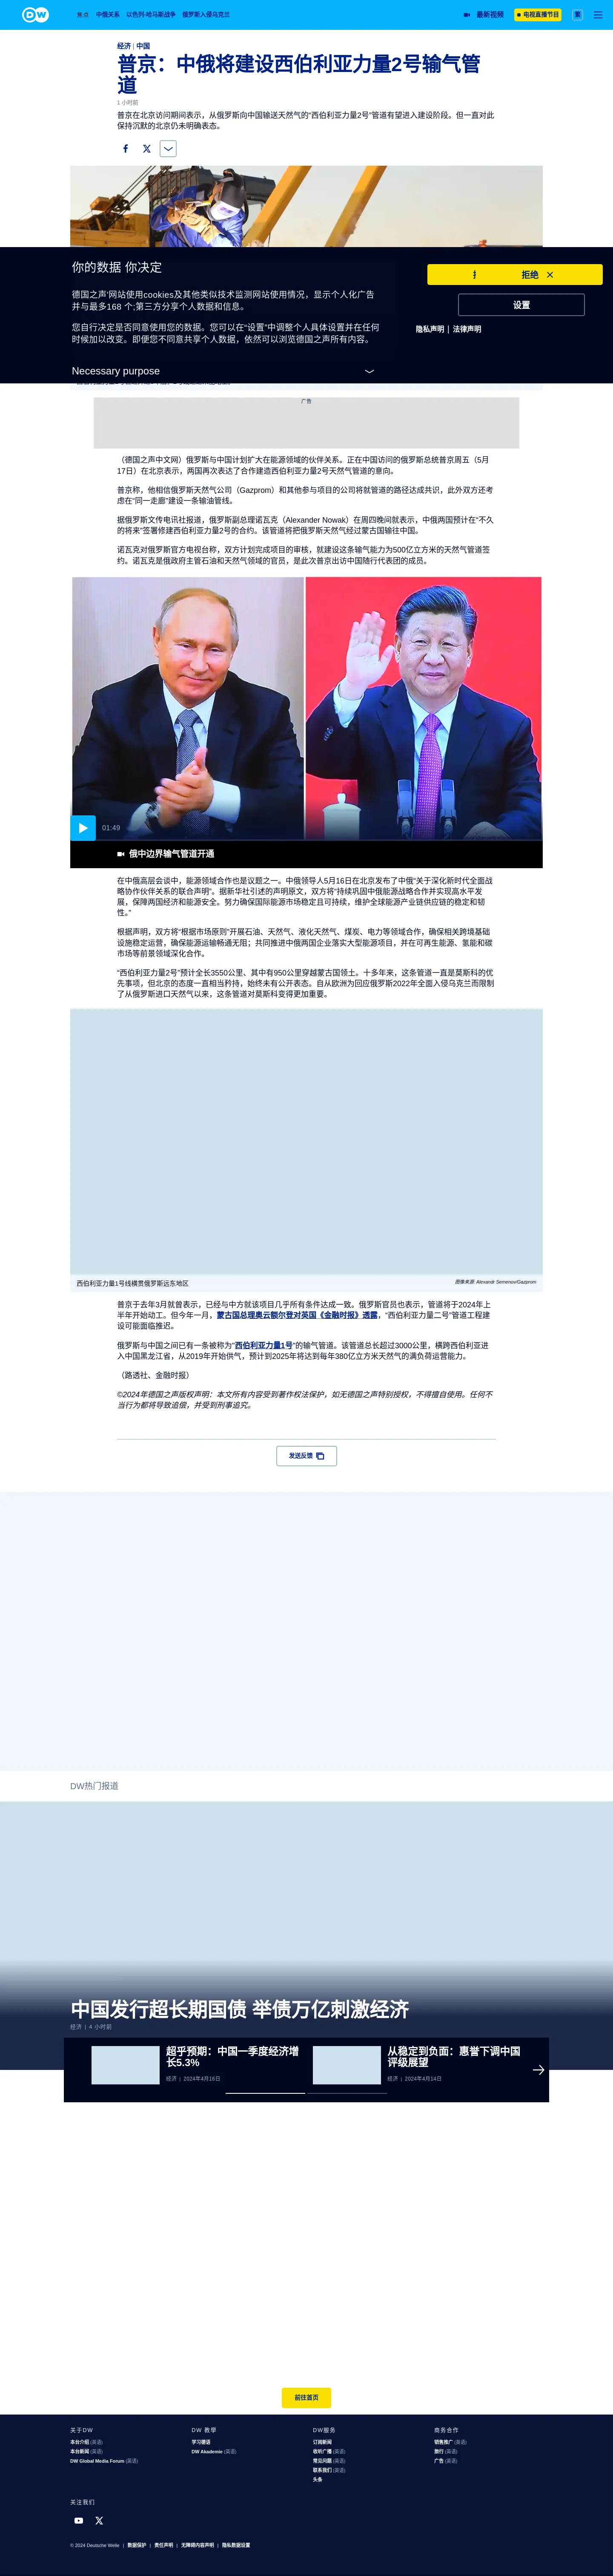 DW
焦点 中俄关系 以色列-哈马斯战争 俄罗斯入侵乌克兰
最新视频 电视直播节目 繁
经济 | 中国
普京：中俄将建设西伯利亚力量2号输气管
道
1 小时前
普京在北京访问期间表示，从俄罗斯向中国输送天然气的"西伯利亚力量2号"管道有望进入建设阶段。但一直对此
保持沉默的北京仍未明确表态。
你的数据 你决定
德国之声'网站使用cookies及其他类似技术监测网站使用情况，显示个人化广告
并与最多168 个;第三方分享个人数据和信息。
您自行决定是否同意使用您的数据。您可以在"设置"中调整个人具体设置并在任何
时候加以改变。即便您不同意共享个人数据，依然可以浏览德国之声所有内容。
Necessary purpose
拒绝
设置
隐私声明 | 法律声明
广告
（德国之声中文网）俄罗斯与中国计划扩大在能源领域的伙伴关系。正在中国访问的俄罗斯总统普京周五（5月
17日）在北京表示，两国再次表达了合作建造西伯利亚力量2号天然气管道的意向。
普京称，他相信俄罗斯天然气公司（Gazprom）和其他参与项目的公司将就管道的路径达成共识，此外双方还考
虑在"同一走廊"建设一条输油管线。
据俄罗斯文传电讯社报道，俄罗斯副总理诺瓦克（Alexander Nowak）在周四晚间就表示，中俄两国预计在"不久
的将来"签署修建西伯利亚力量2号的合约。该管道将把俄罗斯天然气经过蒙古国输往中国。
诺瓦克对俄罗斯官方电视台称，双方计划完成项目的审核，就建设这条输气能力为500亿立方米的天然气管道签
约。诺瓦克是俄政府主管石油和天然气领域的官员，是此次普京出访中国随行代表团的成员。
01:49
俄中边界输气管道开通
在中俄高层会谈中，能源领域合作也是议题之一。中俄领导人5月16日在北京发布了中俄"关于深化新时代全面战
略协作伙伴关系的联合声明"。据新华社引述的声明原文，双方将"持续巩固中俄能源战略合作并实现高水平发
展，保障两国经济和能源安全。努力确保国际能源市场稳定且可持续，维护全球能源产业链供应链的稳定和韧
性。"
根据声明，双方将"根据市场原则"开展石油、天然气、液化天然气、煤炭、电力等领域合作，确保相关跨境基础
设施稳定运营，确保能源运输畅通无阻；共同推进中俄两国企业落实大型能源项目，并在可再生能源、氢能和碳
市场等前景领域深化合作。
"西伯利亚力量2号"预计全长3550公里、其中有950公里穿越蒙古国领土。十多年来，这条管道一直是莫斯科的优
先事项，但北京的态度一直相当矜持，始终未有公开表态。自从欧洲为回应俄罗斯2022年全面入侵乌克兰而限制
了从俄罗斯进口天然气以来，这条管道对莫斯科变得更加重要。
西伯利亚力量1号线横贯俄罗斯远东地区
图像来源: Alexandr Semenov/Gazprom
普京于去年3月就曾表示，已经与中方就该项目几乎所有条件达成一致。俄罗斯官员也表示，管道将于2024年上
半年开始动工。但今年一月，蒙古国总理奥云额尔登对英国《金融时报》透露，"西伯利亚力量二号"管道工程建
设可能面临推迟。
俄罗斯与中国之间已有一条被称为"西伯利亚力量1号"的输气管道。该管道总长超过3000公里，横跨西伯利亚进
入中国黑龙江省，从2019年开始供气，预计到2025年将达到每年380亿立方米天然气的满负荷运营能力。
（路透社、金融时报）
©2024年德国之声版权声明：本文所有内容受到著作权法保护，如无德国之声特别授权，不得擅自使用。任何不
当行为都将导致追偿，并受到刑事追究。
发送反馈
DW热门报道
中国发行超长期国债 举债万亿刺激经济
经济 | 4 小时前
超乎预期：中国一季度经济增
长5.3%
经济 | 2024年4月16日
从稳定到负面：惠誉下调中国
评级展望
经济 | 2024年4月14日
前往首页
关于DW
本台介绍 (英语)
本台新闻 (英语)
DW Global Media Forum (英语)
DW 教學
学习德语
DW Akademie (英语)
DW服务
订阅新闻
收听广播 (英语)
常见问题 (英语)
联系我们 (英语)
头条
商务合作
销售推广 (英语)
旅行 (英语)
广告 (英语)
关注我们
© 2024 Deutsche Welle | 数据保护 | 责任声明 | 无障碍内容声明 | 隐私数据设置